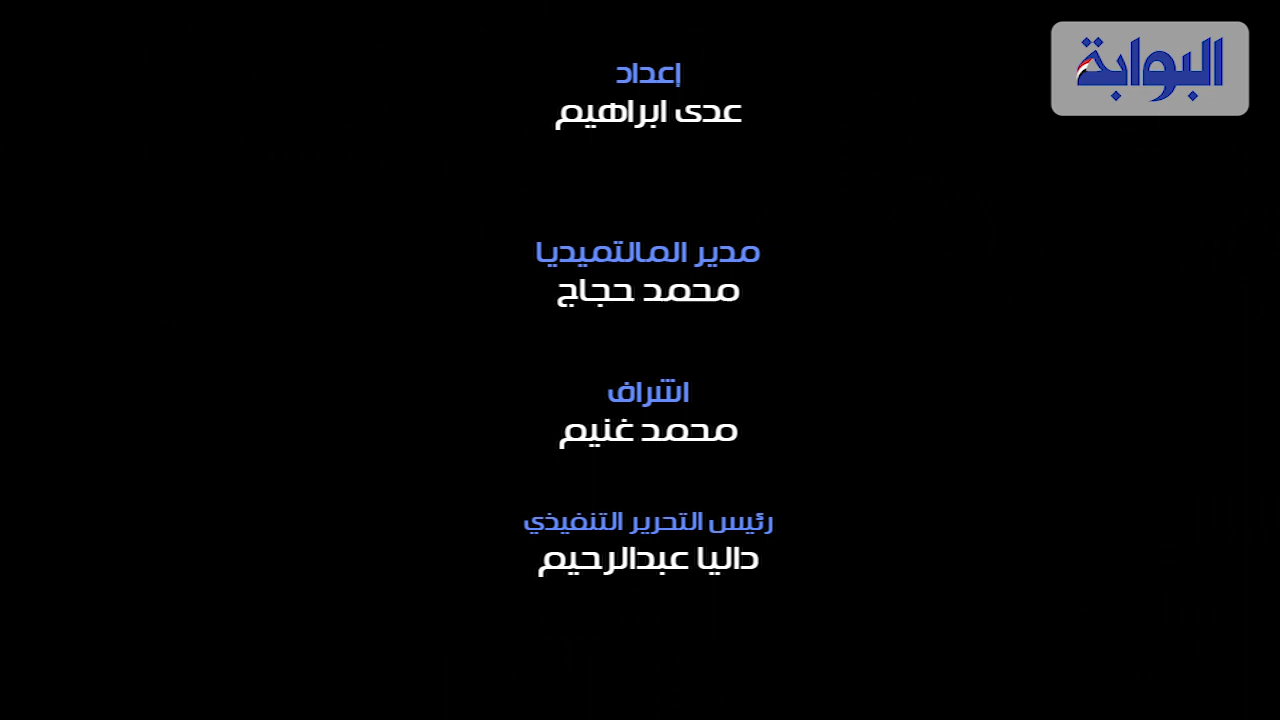 البوابة
إعداد
عدى ابراهيم
مدير المالتميديا
محمد حجاج
اشراف
محمد غنيم
رئيس التحرير التنفيذي
داليا عبدالرحيم